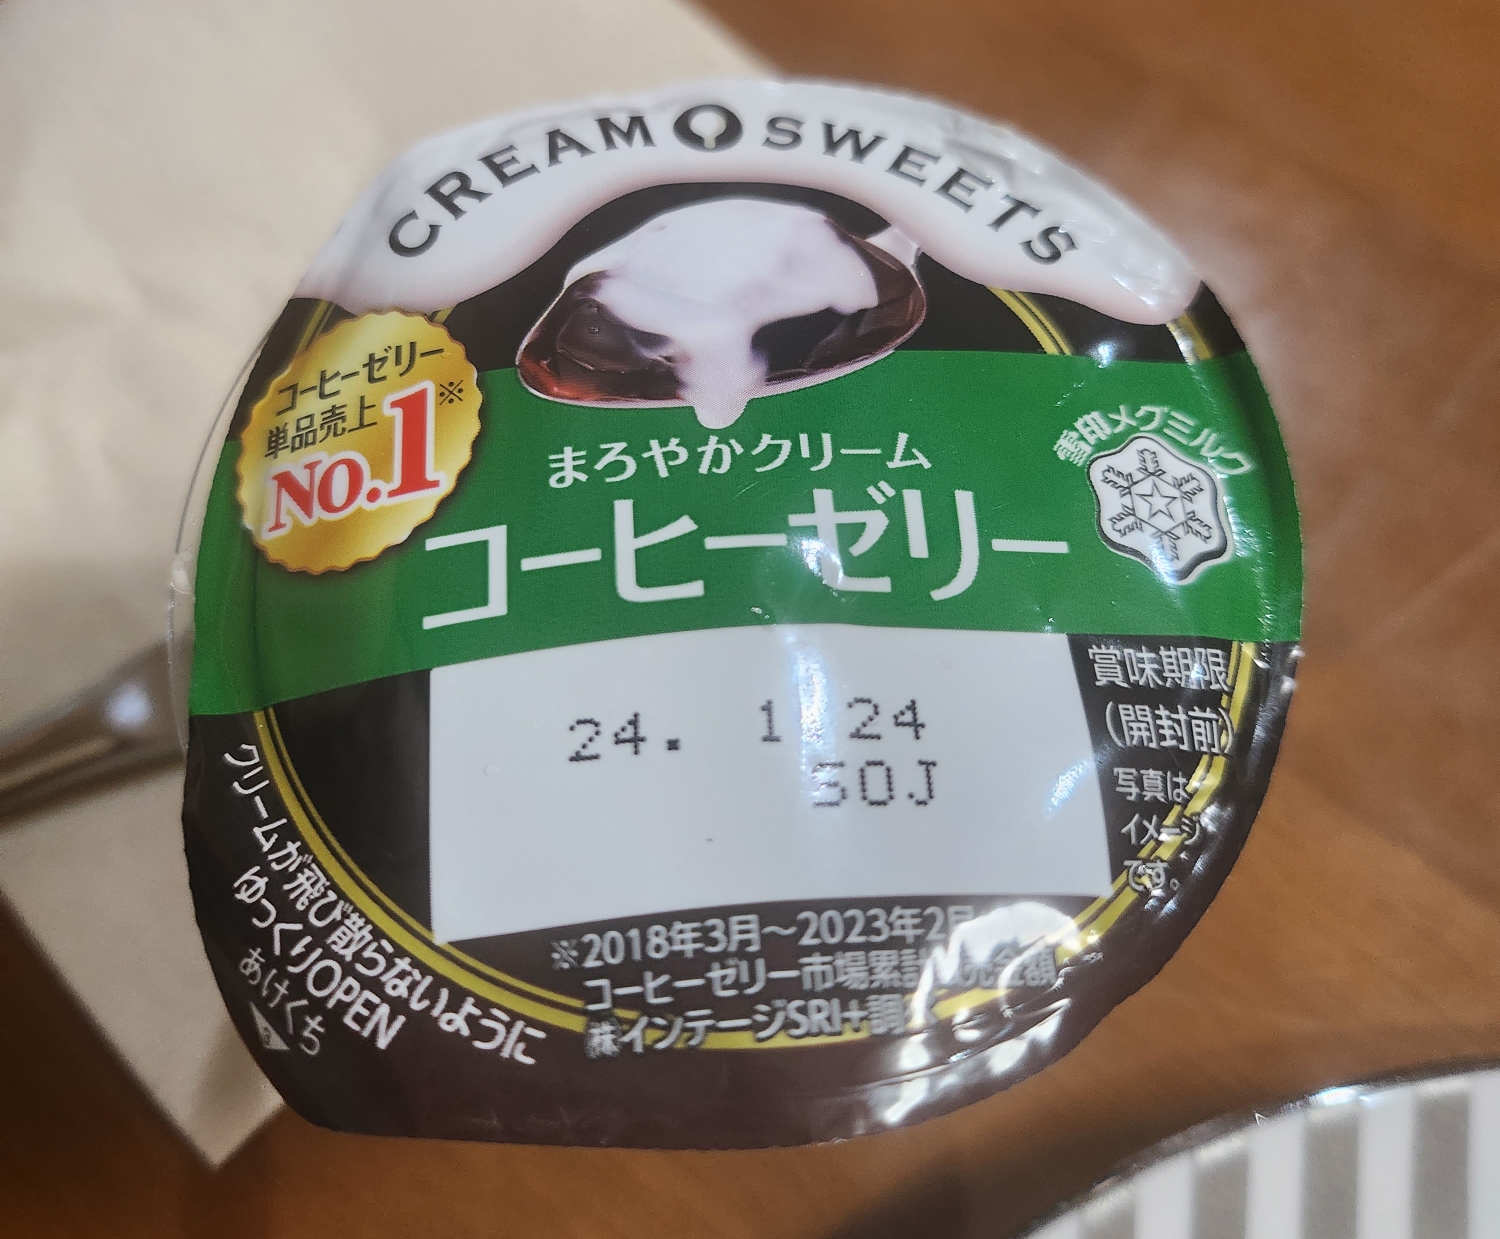 CREAM SWEETS
コーヒーゼリー
単品売上
No.1※
まろやかクリーム
コーヒーゼリー
雪印メグミルク
24. 1 24
SOJ
賞味期限
(開封前)
写真は
イメージ
です。
クリームが飛び散らないように
ゆっくりOPEN
あけくち
※2018年3月～2023年2月
コーヒーゼリー市場累計
㈱インテージSRI+調